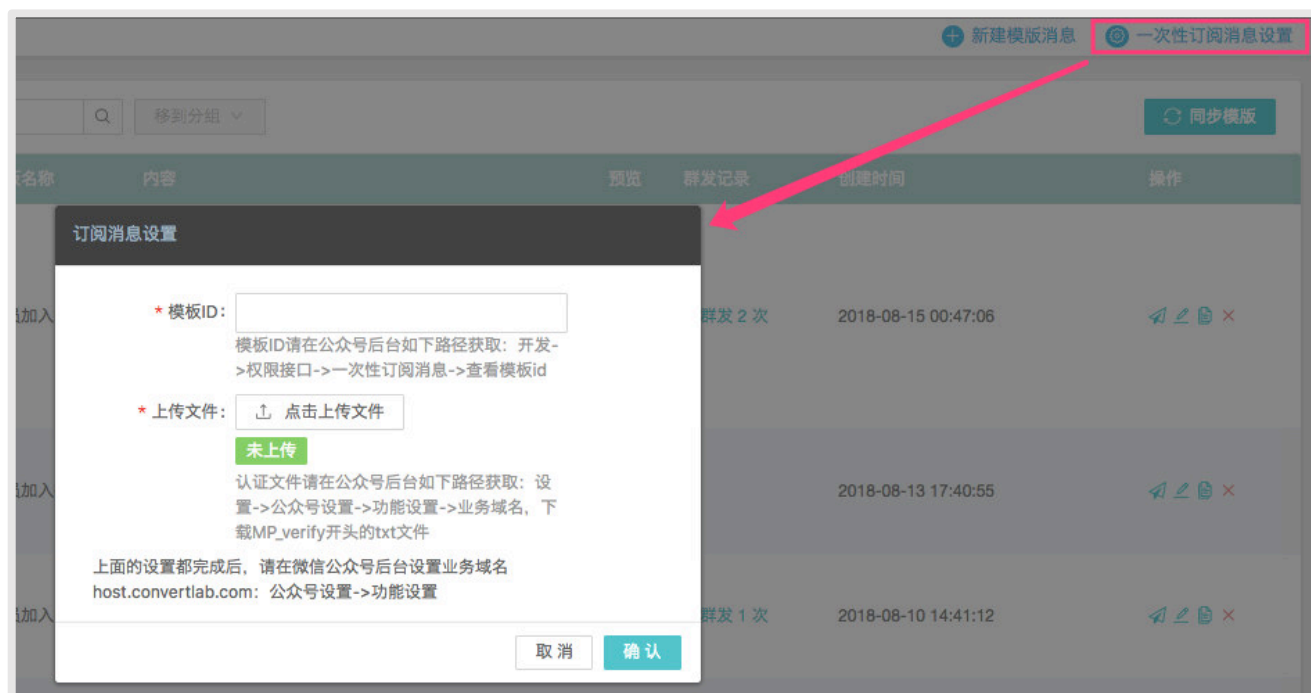 新建模版消息
一次性订阅消息设置
移到分组
同步模版
名称
内容
预览
群发记录
创建时间
操作
订阅消息设置
加入
* 模板ID：
群发 2 次
2018-08-15 00:47:06
模板ID请在公众号后台如下路径获取：开发-
>权限接口->一次性订阅消息->查看模板id
* 上传文件：
点击上传文件
未上传
认证文件请在公众号后台如下路径获取：设
置->公众号设置->功能设置->业务域名，下
载MP_verify开头的txt文件
加入
2018-08-13 17:40:55
上面的设置都完成后，请在微信公众号后台设置业务域名
host.convertlab.com：公众号设置->功能设置
加入
群发 1 次
2018-08-10 14:41:12
取 消
确 认